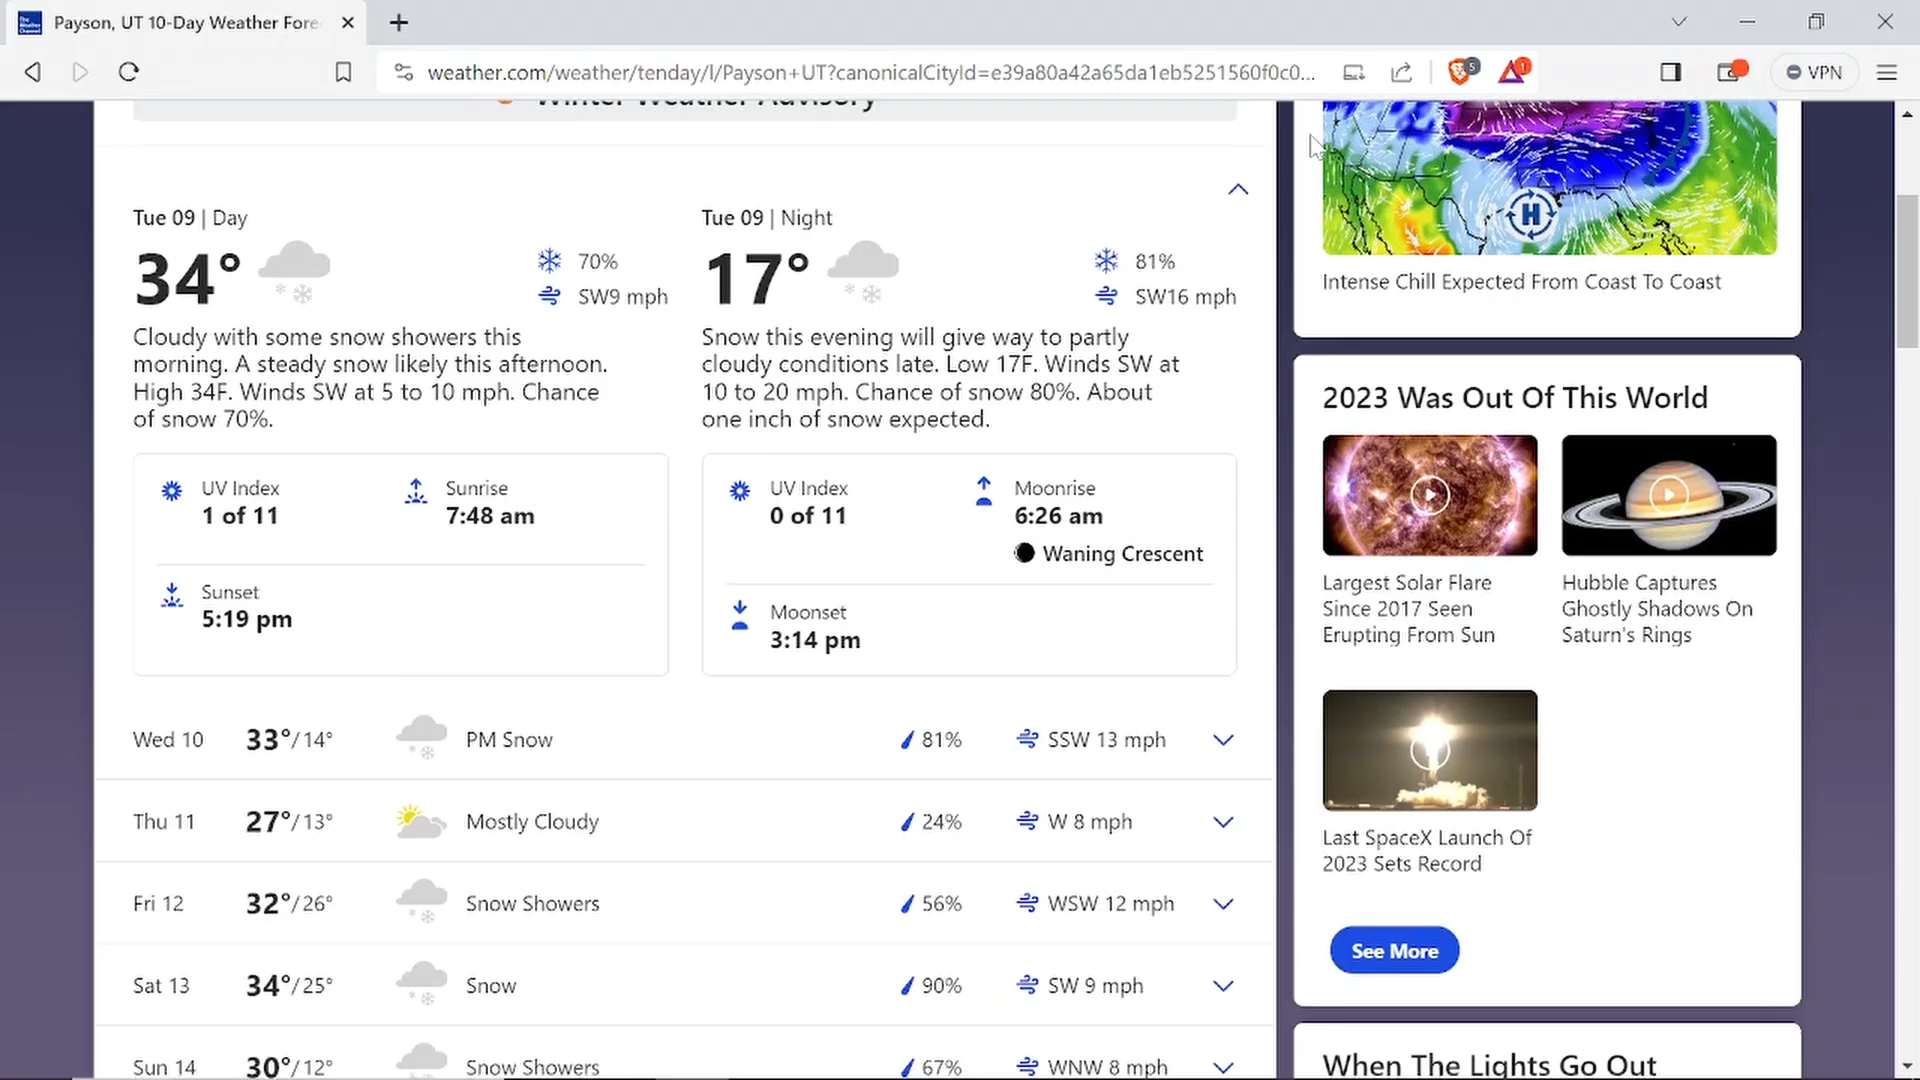 Payson, UT 10-Day Weather Fore
weather.com/weather/tenday/l/Payson+UT?canonicalCityId=e39a80a42a65da1eb5251560f0c0...
5
1
VPN
Winter Weather Advisory
Tue 09 | Day
34°
70%
SW9 mph
Cloudy with some snow showers this
morning. A steady snow likely this afternoon.
High 34F. Winds SW at 5 to 10 mph. Chance
of snow 70%.
UV Index
1 of 11
Sunrise
7:48 am
Sunset
5:19 pm
Tue 09 | Night
17°
81%
SW16 mph
Snow this evening will give way to partly
cloudy conditions late. Low 17F. Winds SW at
10 to 20 mph. Chance of snow 80%. About
one inch of snow expected.
UV Index
0 of 11
Moonrise
6:26 am
Waning Crescent
Moonset
3:14 pm
Wed 10 33°/14° PM Snow 81% SSW 13 mph
Thu 11 27°/13° Mostly Cloudy 24% W 8 mph
Fri 12 32°/26° Snow Showers 56% WSW 12 mph
Sat 13 34°/25° Snow 90% SW 9 mph
Sun 14 30°/12° Snow Showers 67% WNW 8 mph
H
Intense Chill Expected From Coast To Coast
2023 Was Out Of This World
Largest Solar Flare
Since 2017 Seen
Erupting From Sun
Hubble Captures
Ghostly Shadows On
Saturn's Rings
Last SpaceX Launch Of
2023 Sets Record
See More
When The Lights Go Out